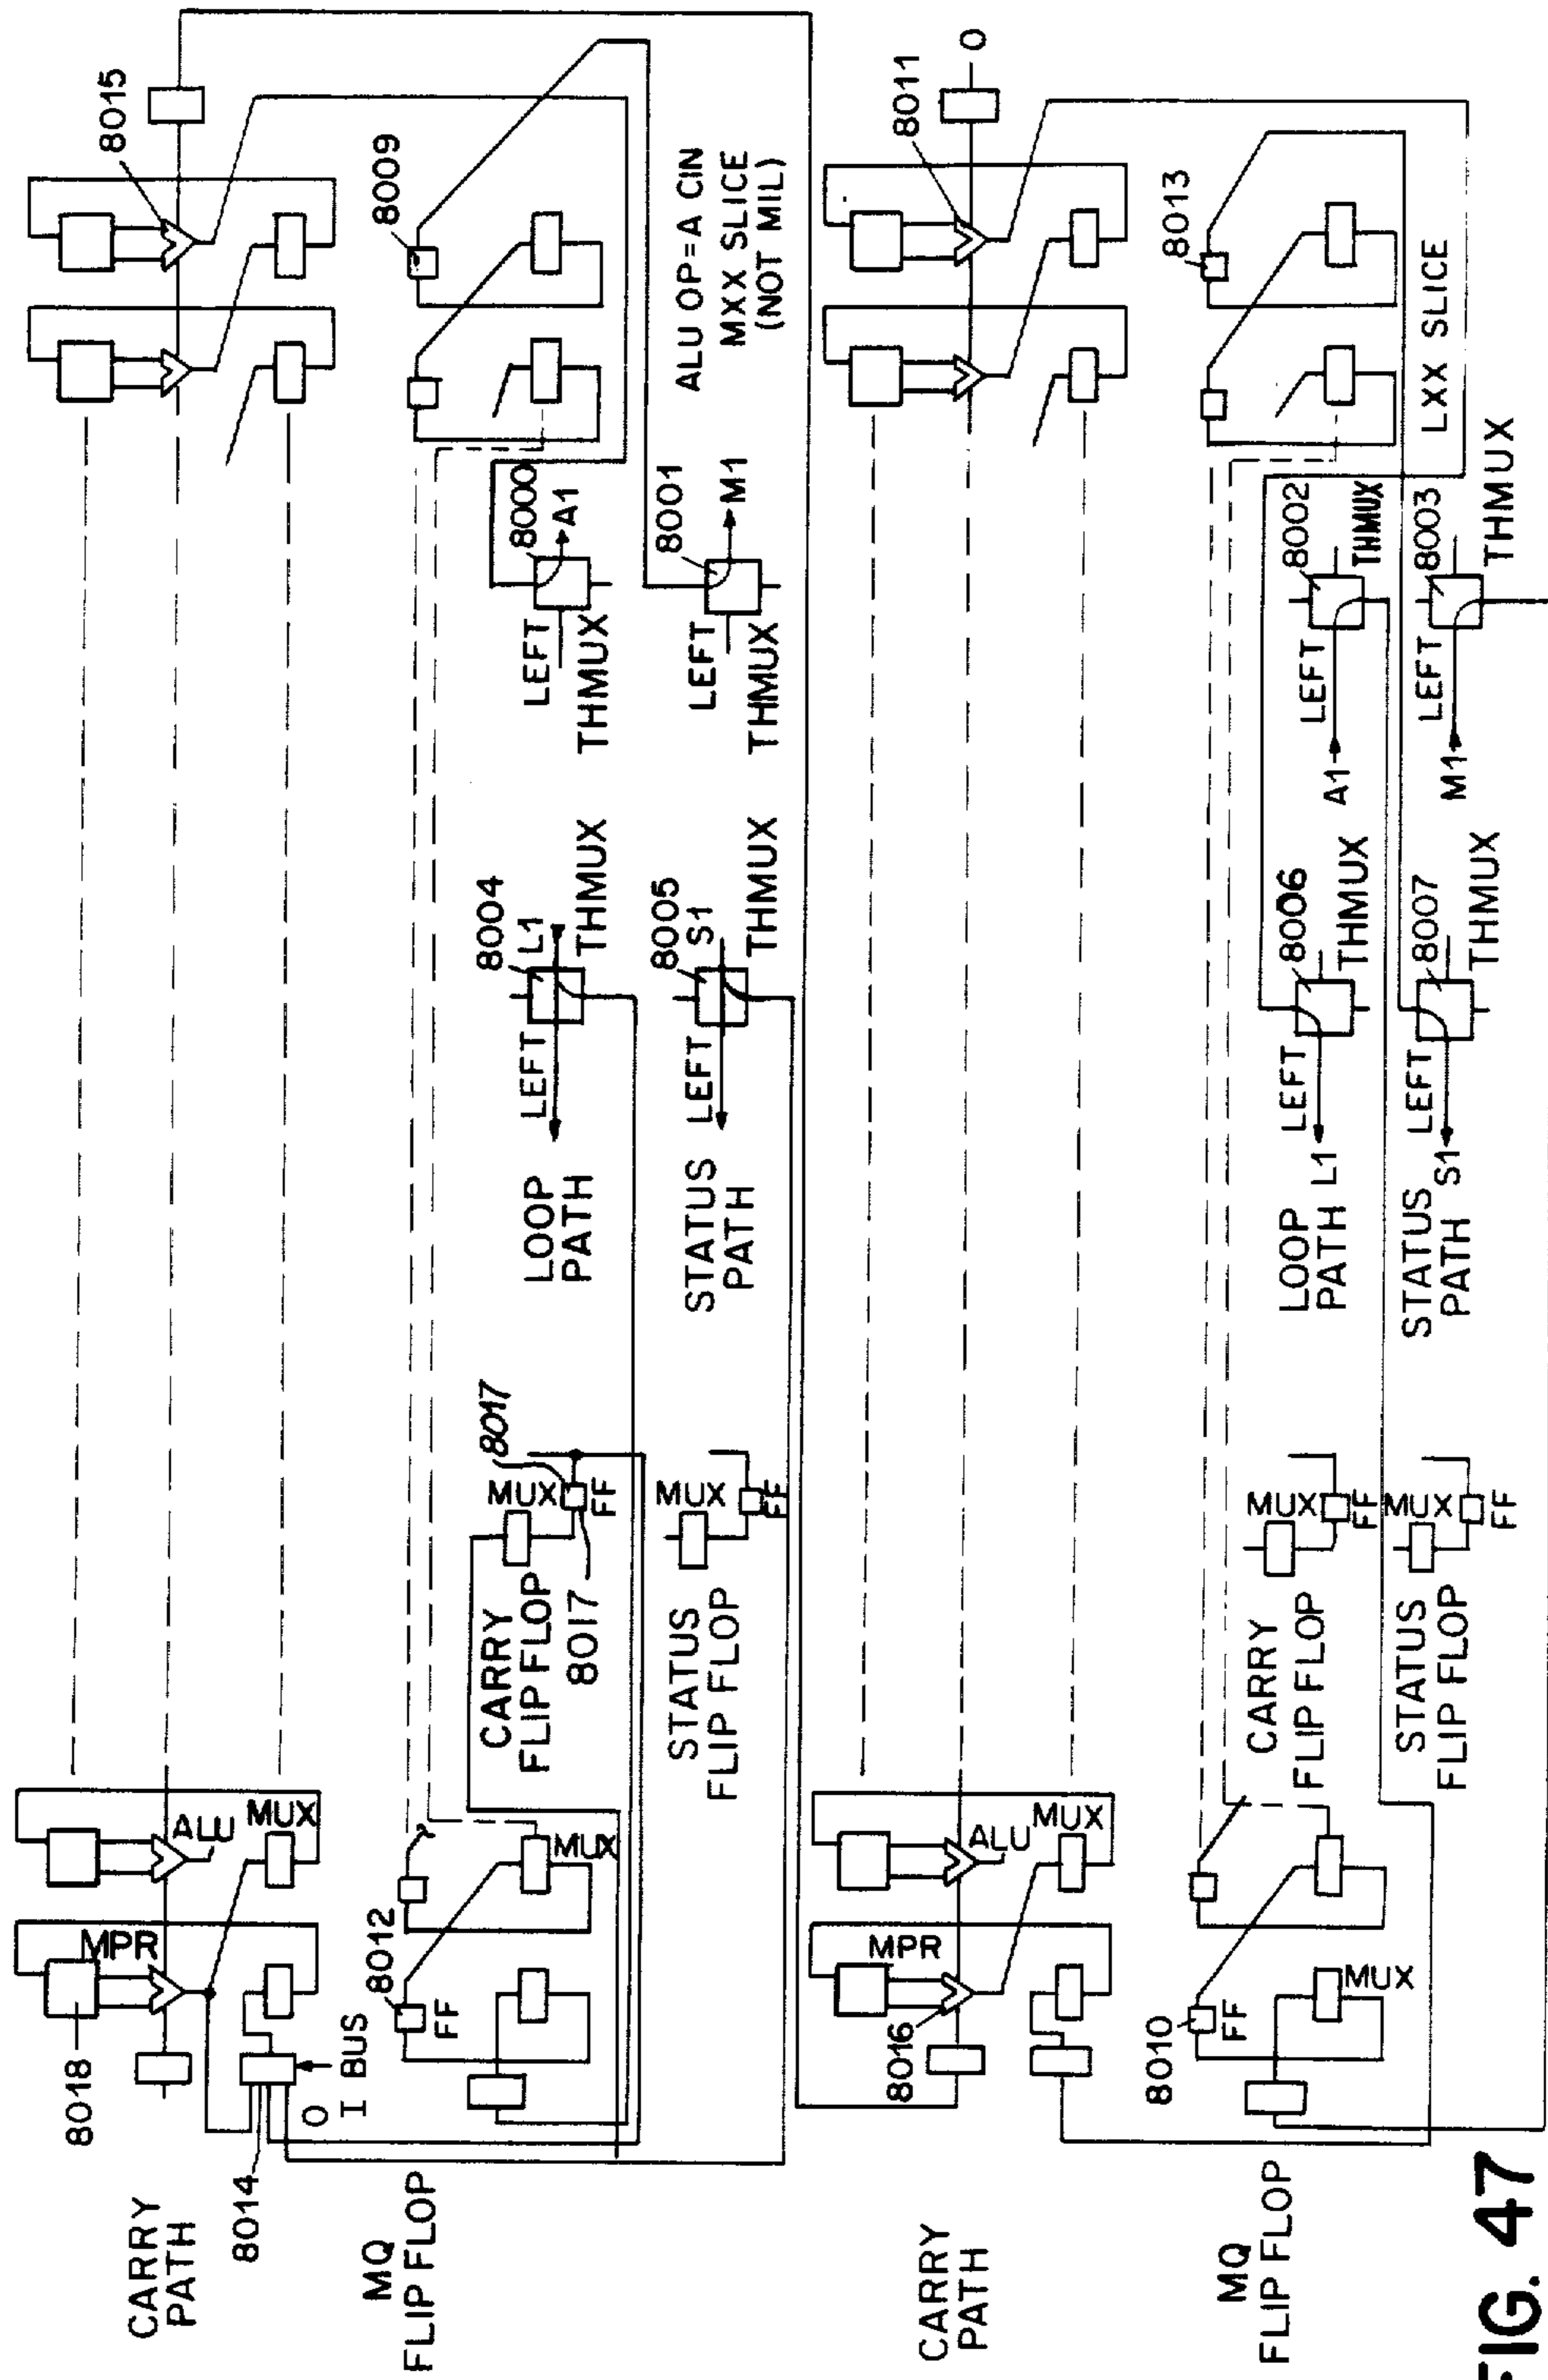 CARRY
PATH
8018
MPR
ALU
MUX
8015
8014
O
I BUS
MQ
FLIP FLOP
8012
FF
MUX
CARRY
FLIP FLOP
8017
8017
MUX
FF
STATUS
FLIP FLOP
MUX
FF
LOOP
PATH
LEFT
8004
L1
THMUX
STATUS
PATH
LEFT
8005
S1
THMUX
LEFT
8000
A1
THMUX
LEFT
8001
M1
THMUX
8009
ALU OP=A CIN
MXX SLICE
(NOT MIL)
CARRY
PATH
8016
MPR
ALU
MUX
8011
O
MQ
FLIP FLOP
8010
FF
MUX
CARRY
FLIP FLOP
MUX
FF
STATUS
FLIP FLOP
MUX
FF
LOOP
PATH
L1
LEFT
8006
THMUX
STATUS
PATH
S1
LEFT
8007
THMUX
A1
LEFT
8002
THMUX
M1
LEFT
8003
THMUX
8013
LXX SLICE
FIG. 47